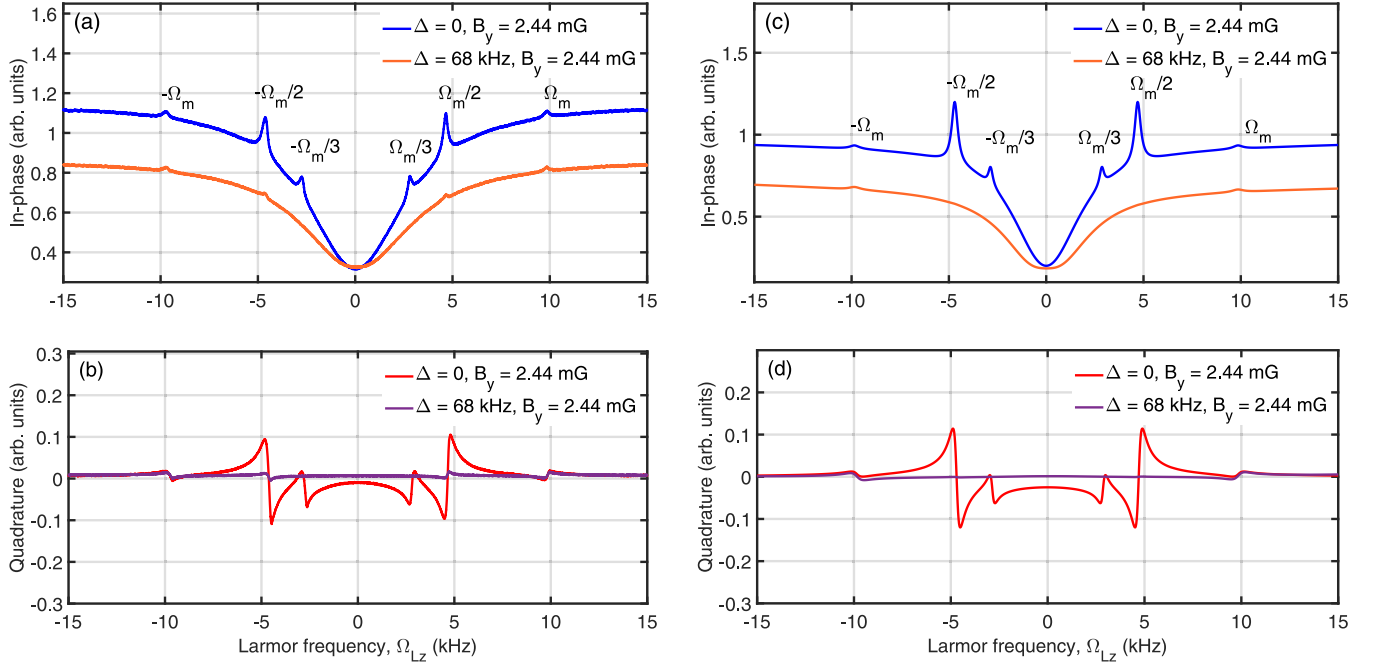 (a)
Δ = 0, B_y = 2.44 mG
Δ = 68 kHz, B_y = 2.44 mG
-Ω_m
-Ω_m/2
-Ω_m/3
Ω_m/3
Ω_m/2
Ω_m
In-phase (arb. units)
1.6
1.4
1.2
1.0
0.8
0.6
0.4
-15
-10
-5
0
5
10
15
(c)
Δ = 0, B_y = 2.44 mG
Δ = 68 kHz, B_y = 2.44 mG
-Ω_m
-Ω_m/2
-Ω_m/3
Ω_m/3
Ω_m/2
Ω_m
In-phase (arb. units)
1.5
1
0.5
-15
-10
-5
0
5
10
15
(b)
Δ = 0, B_y = 2.44 mG
Δ = 68 kHz, B_y = 2.44 mG
Quadrature (arb. units)
0.3
0.2
0.1
0
-0.1
-0.2
-0.3
-15
-10
-5
0
5
10
15
Larmor frequency, Ω_Lz (kHz)
(d)
Δ = 0, B_y = 2.44 mG
Δ = 68 kHz, B_y = 2.44 mG
Quadrature (arb. units)
0.2
0.1
0
-0.1
-0.2
-0.3
-15
-10
-5
0
5
10
15
Larmor frequency, Ω_Lz (kHz)